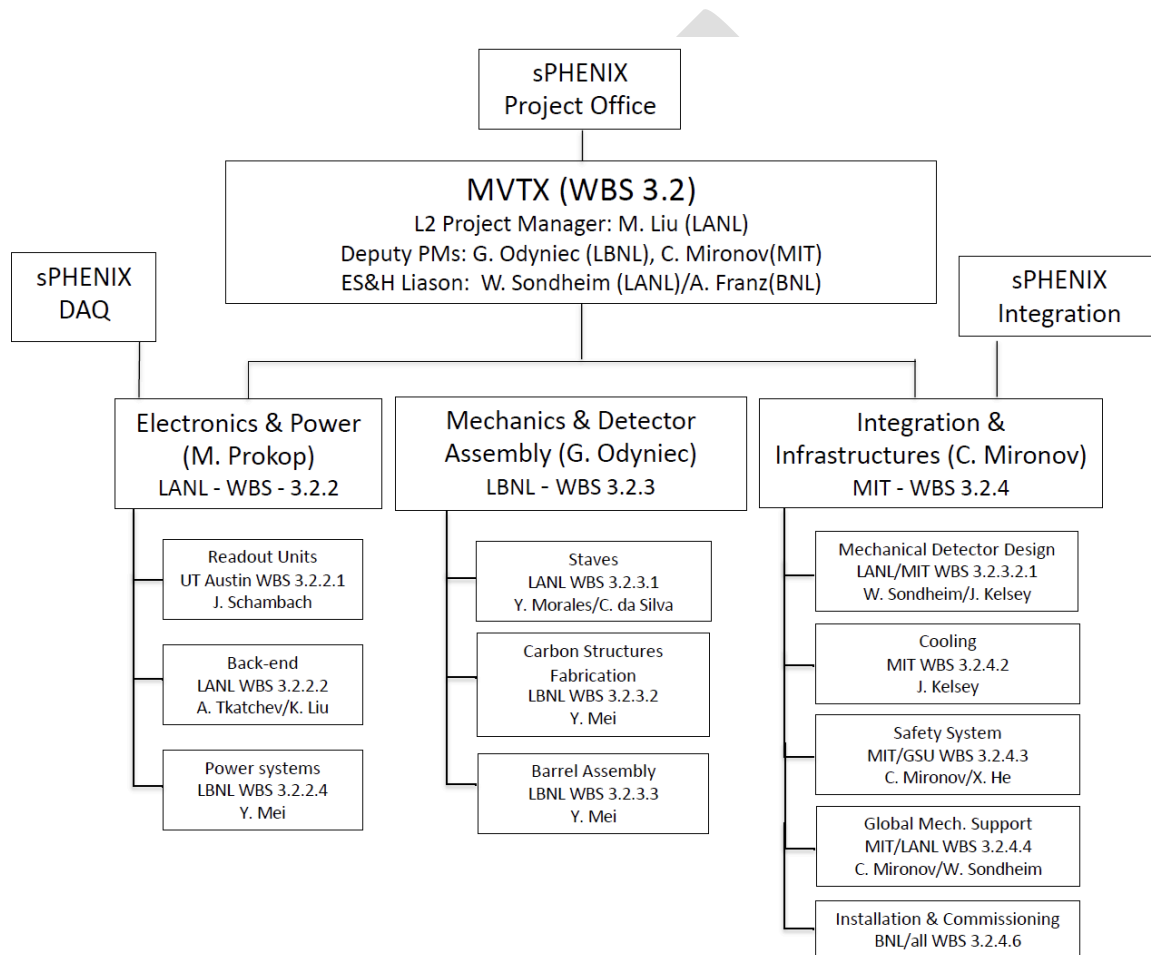 sPHENIX
Project Office
MVTX (WBS 3.2)
L2 Project Manager: M. Liu (LANL)
Deputy PMs: G. Odyniec (LBNL), C. Mironov(MIT)
ES&H Liason: W. Sondheim (LANL)/A. Franz(BNL)
sPHENIX
DAQ
sPHENIX
Integration
Electronics & Power
(M. Prokop)
LANL - WBS - 3.2.2
Mechanics & Detector
Assembly (G. Odyniec)
LBNL - WBS 3.2.3
Integration &
Infrastructures (C. Mironov)
MIT - WBS 3.2.4
Readout Units
UT Austin WBS 3.2.2.1
J. Schambach
Back-end
LANL WBS 3.2.2.2
A. Tkatchev/K. Liu
Power systems
LBNL WBS 3.2.2.4
Y. Mei
Staves
LANL WBS 3.2.3.1
Y. Morales/C. da Silva
Carbon Structures
Fabrication
LBNL WBS 3.2.3.2
Y. Mei
Barrel Assembly
LBNL WBS 3.2.3.3
Y. Mei
Mechanical Detector Design
LANL/MIT WBS 3.2.3.2.1
W. Sondheim/J. Kelsey
Cooling
MIT WBS 3.2.4.2
J. Kelsey
Safety System
MIT/GSU WBS 3.2.4.3
C. Mironov/X. He
Global Mech. Support
MIT/LANL WBS 3.2.4.4
C. Mironov/W. Sondheim
Installation & Commissioning
BNL/all WBS 3.2.4.6